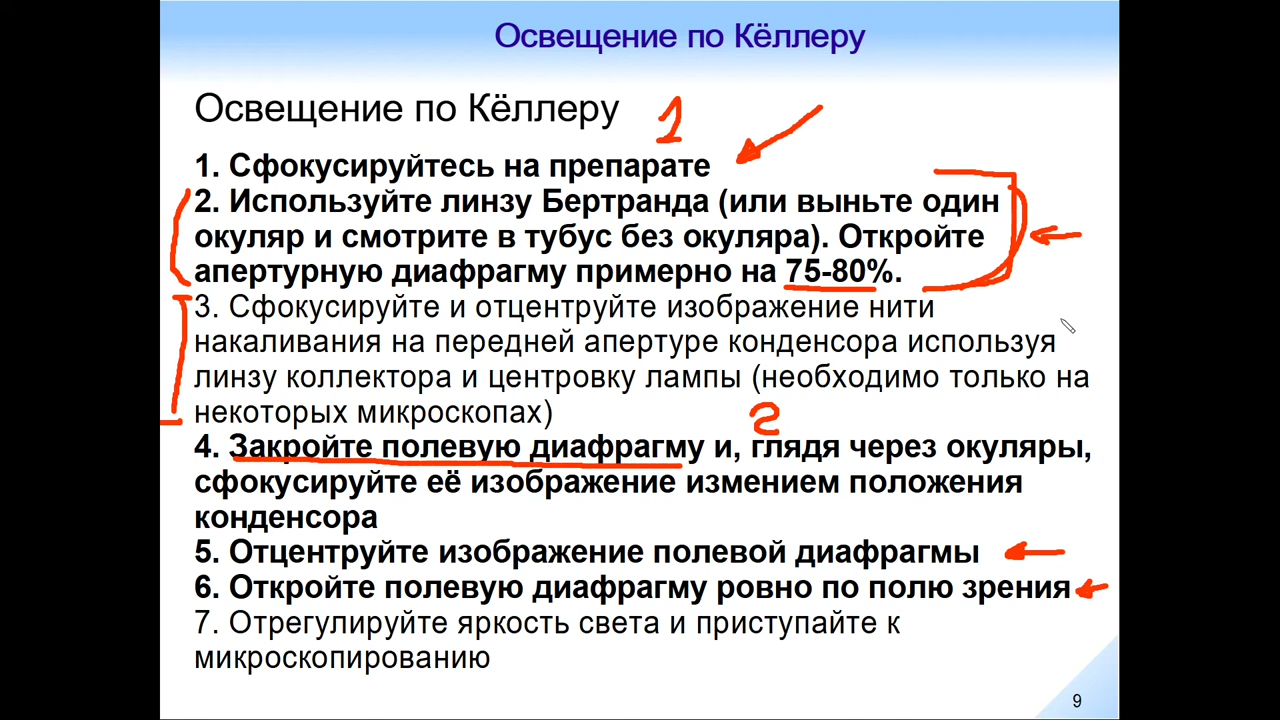 Освещение по Кёллеру
Освещение по Кёллеру
1
1. Сфокусируйтесь на препарате
2. Используйте линзу Бертранда (или выньте один
окуляр и смотрите в тубус без окуляра). Откройте
апертурную диафрагму примерно на 75-80%.
3. Сфокусируйте и отцентруйте изображение нити
накаливания на передней апертуре конденсора используя
линзу коллектора и центровку лампы (необходимо только на
некоторых микроскопах)
2
4. Закройте полевую диафрагму и, глядя через окуляры,
сфокусируйте её изображение измением положения
конденсора
5. Отцентруйте изображение полевой диафрагмы
6. Откройте полевую диафрагму ровно по полю зрения
7. Отрегулируйте яркость света и приступайте к
микроскопированию
9